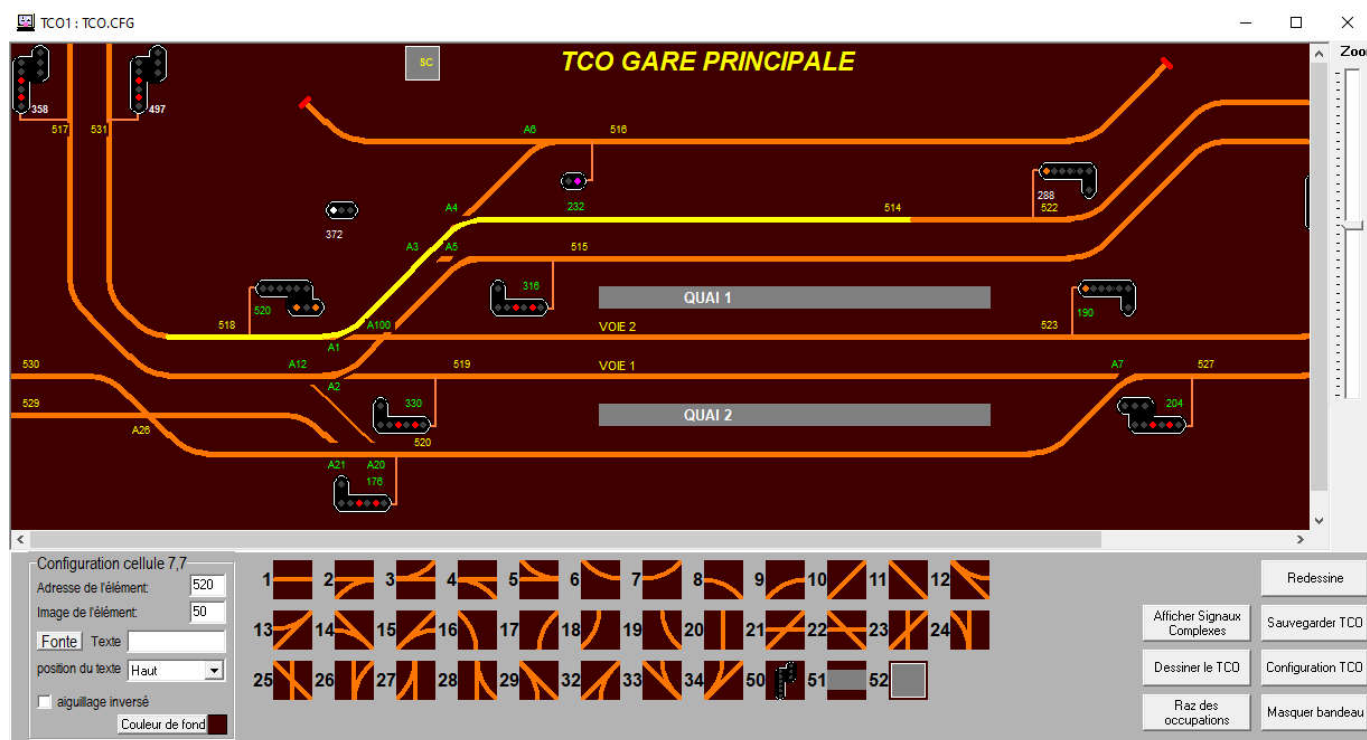 TCO1 : TCO.CFG
Zoo
SC
TCO GARE PRINCIPALE
358
497
517
531
A6
516
232
A4
514
288
522
372
A3
A5
515
520
316
QUAI 1
190
518
A100
VOIE 2
523
A1
530
A12
519
VOIE 1
A7
527
A2
529
330
QUAI 2
204
A26
520
A21
A20
176
Configuration cellule 7,7
Adresse de l'élément:
520
Image de l'élément:
50
Fonte
Texte
position du texte
Haut
aiguillage inversé
Couleur de fond
1 2 3 4 5 6 7 8 9 10 11 12
13 14 15 16 17 18 19 20 21 22 23 24
25 26 27 28 29 32 33 34 50 51 52
Redessine
Afficher Signaux
Complexes
Sauvegarder TCO
Dessiner le TCO
Configuration TCO
Raz des
occupations
Masquer bandeau